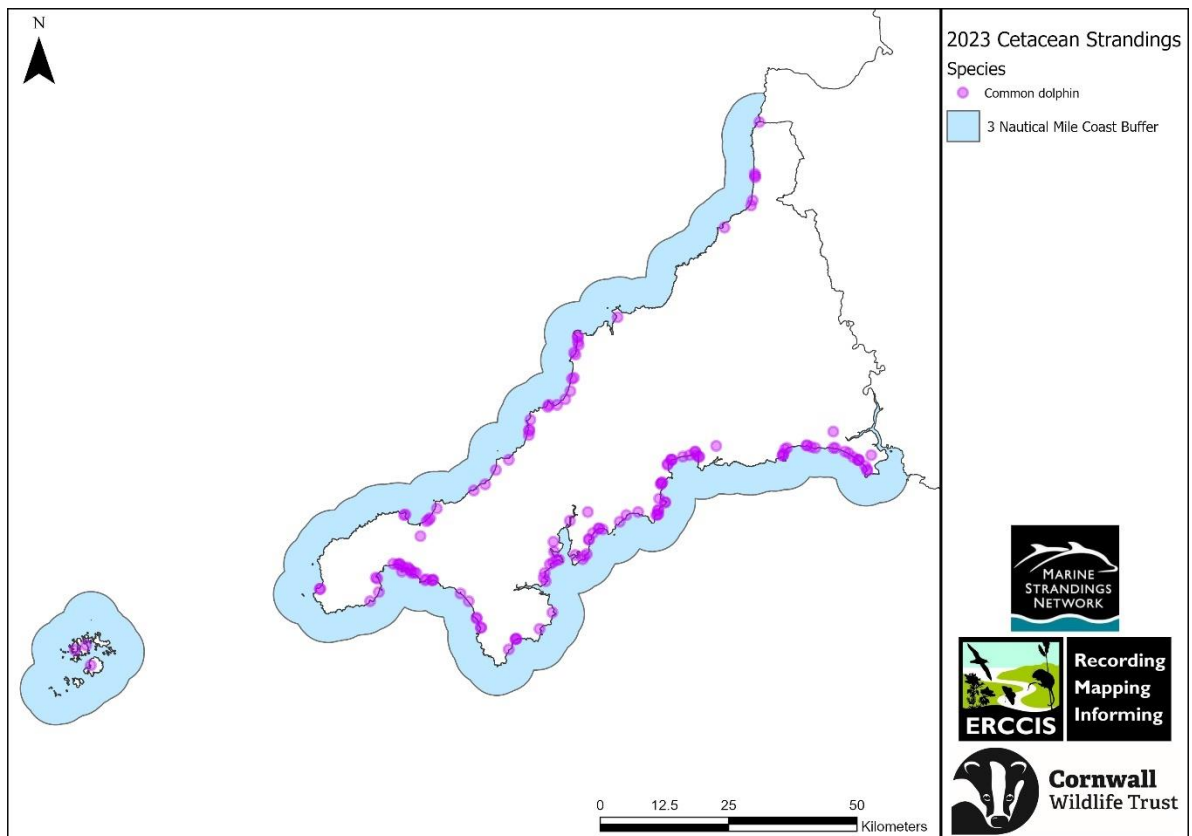 N
2023 Cetacean Strandings
Species
Common dolphin
3 Nautical Mile Coast Buffer
MARINE
STRANDINGS
NETWORK
ERCCIS
Recording
Mapping
Informing
Cornwall
Wildlife Trust
0 12.5 25 50
Kilometers